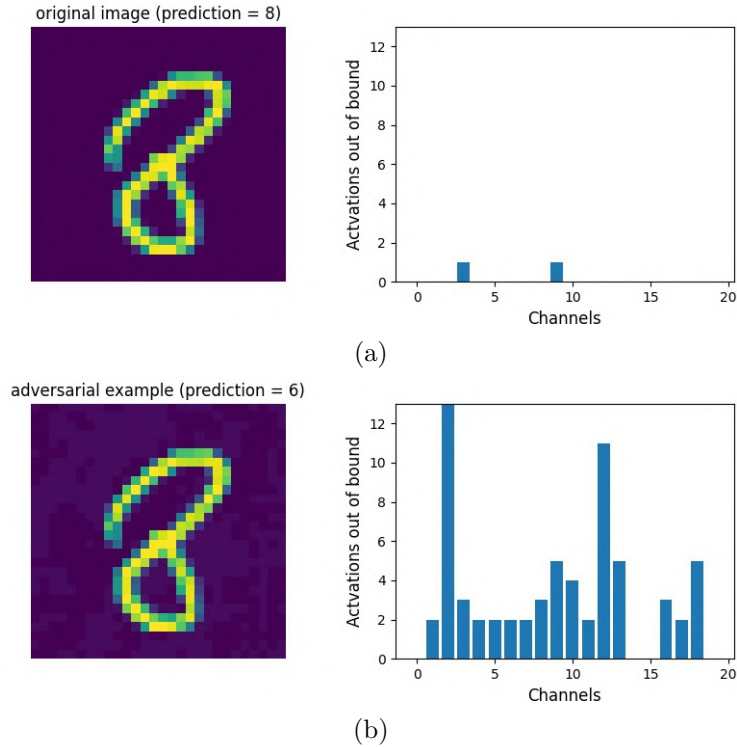 original image (prediction = 8)
Actvations out of bound
12
10
8
6
4
2
0
0 5 10 15 20
Channels
(a)
adversarial example (prediction = 6)
Actvations out of bound
12
10
8
6
4
2
0
0 5 10 15 20
Channels
(b)